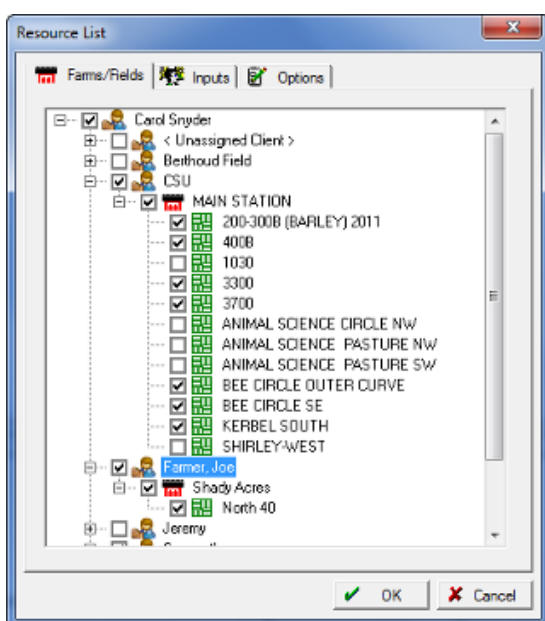 Resource List
Farms/Fields Inputs Options
Carol Snyder
< Unassigned Client >
Berthoud Field
CSU
MAIN STATION
200-300B (BARLEY) 2011
400B
1030
3300
3700
ANIMAL SCIENCE CIRCLE NW
ANIMAL SCIENCE PASTURE NW
ANIMAL SCIENCE PASTURE SW
BEE CIRCLE OUTER CURVE
BEE CIRCLE SE
KERBEL SOUTH
SHIRLEY-WEST
Farmer, Joe
Shady Acres
North 40
Jeremy
OK Cancel